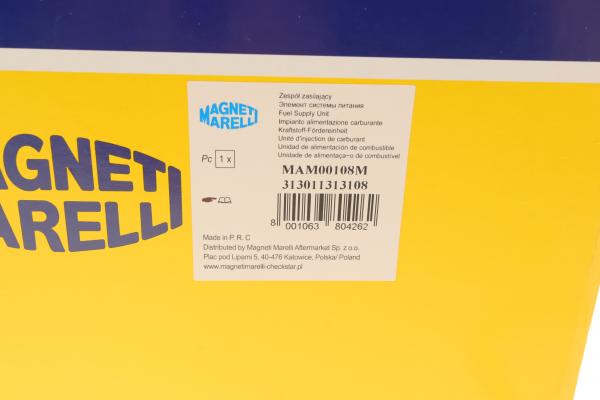 MAGNETI
MARELLI
MAGNETI
MARELLI
Zespół zasilający
Элемент системы питания
Fuel Supply Unit
Impianto alimentazione carburante
Kraftstoff-Fördereinheit
Unité d'injection de carburant
Unidad de alimentación de combustible
Unidade de alimentaça~o de combustível
Pc 1 x
MAM00108M
313011313108
8 001063 804262
Made in P. R. C
Distributed by Magneti Marelli Aftermarket Sp. z o.o.
Plac pod Lipami 5, 40-476 Katowice, Polska/ Poland
www.magnetimarelli-checkstar.pl